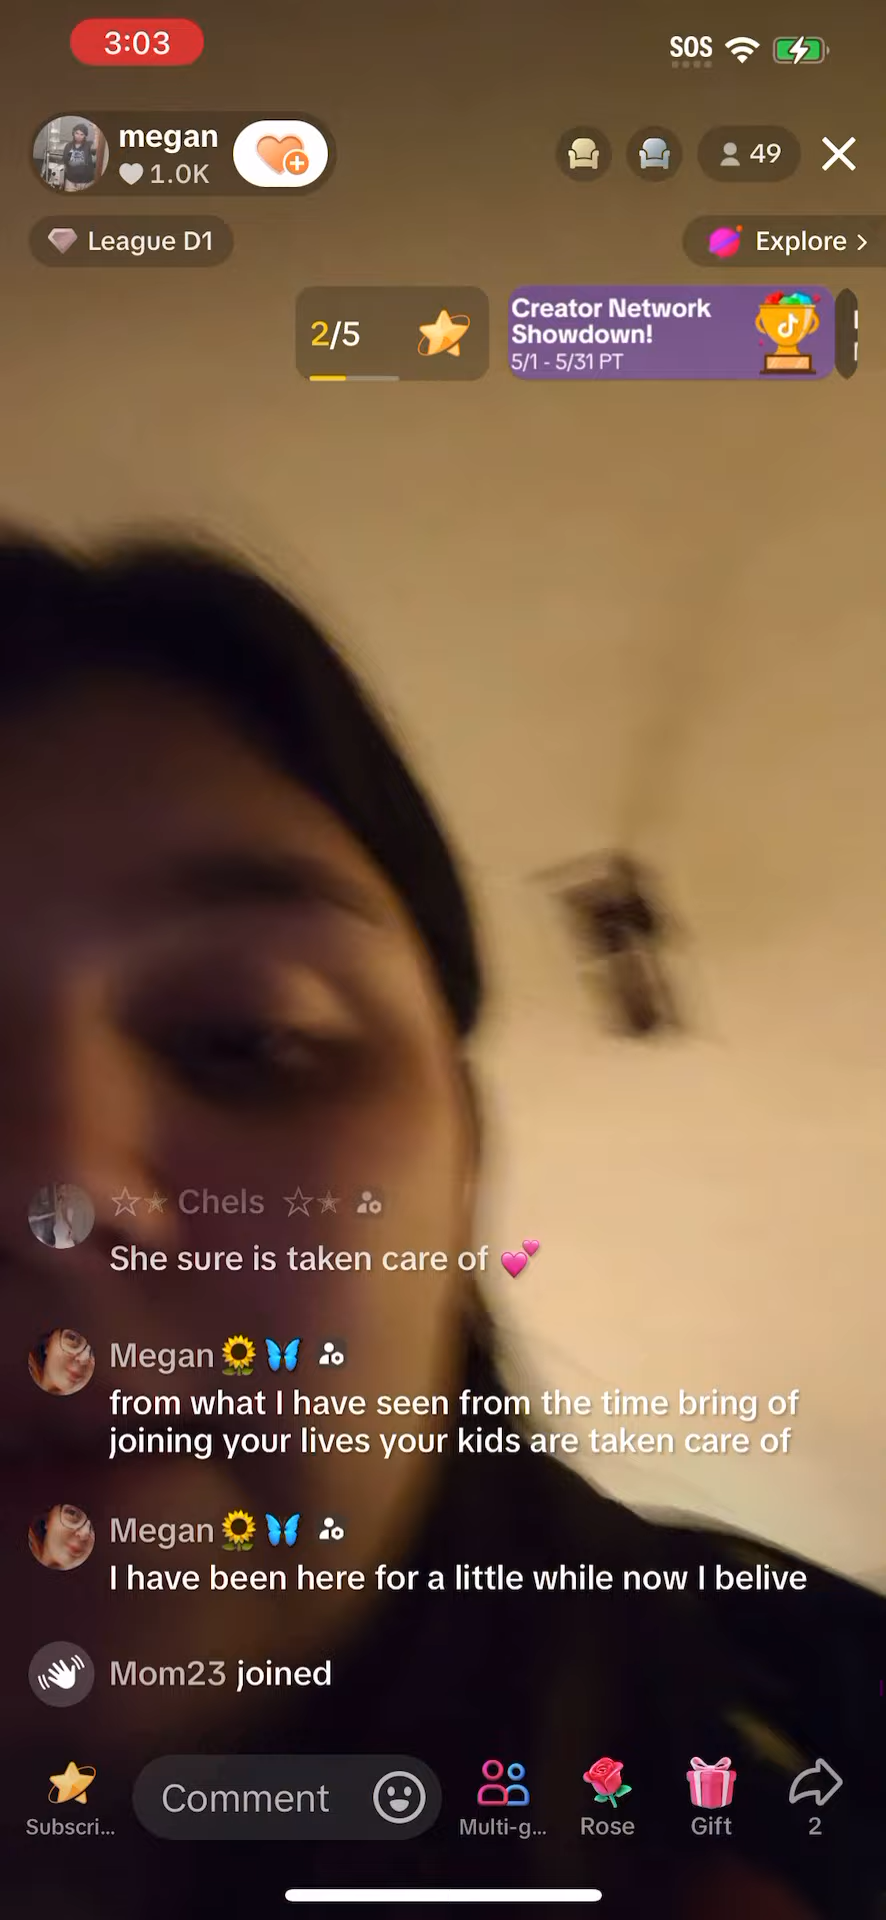 3:03
SOS
megan
1.0K
49
League D1
Explore >
2/5
Creator Network
Showdown!
5/1 - 5/31 PT
☆★ Chels ☆★
She sure is taken care of 💕
Megan🌻🦋
from what I have seen from the time bring of
joining your lives your kids are taken care of
Megan🌻🦋
I have been here for a little while now I belive
Mom23 joined
Comment
Subscri...
Multi-g...
Rose
Gift
2